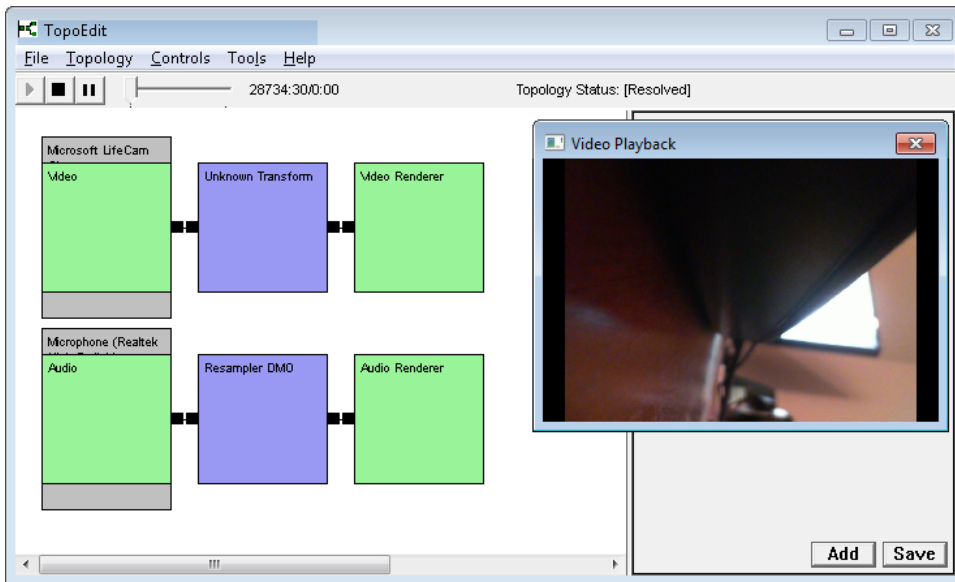 TopoEdit
File Topology Controls Tools Help
28734:30/0:00 Topology Status: [Resolved]
Microsoft LifeCam
Video
Unknown Transform
Video Renderer
Microphone (Realtek
Audio
Resampler DMO
Audio Renderer
Video Playback
Add Save